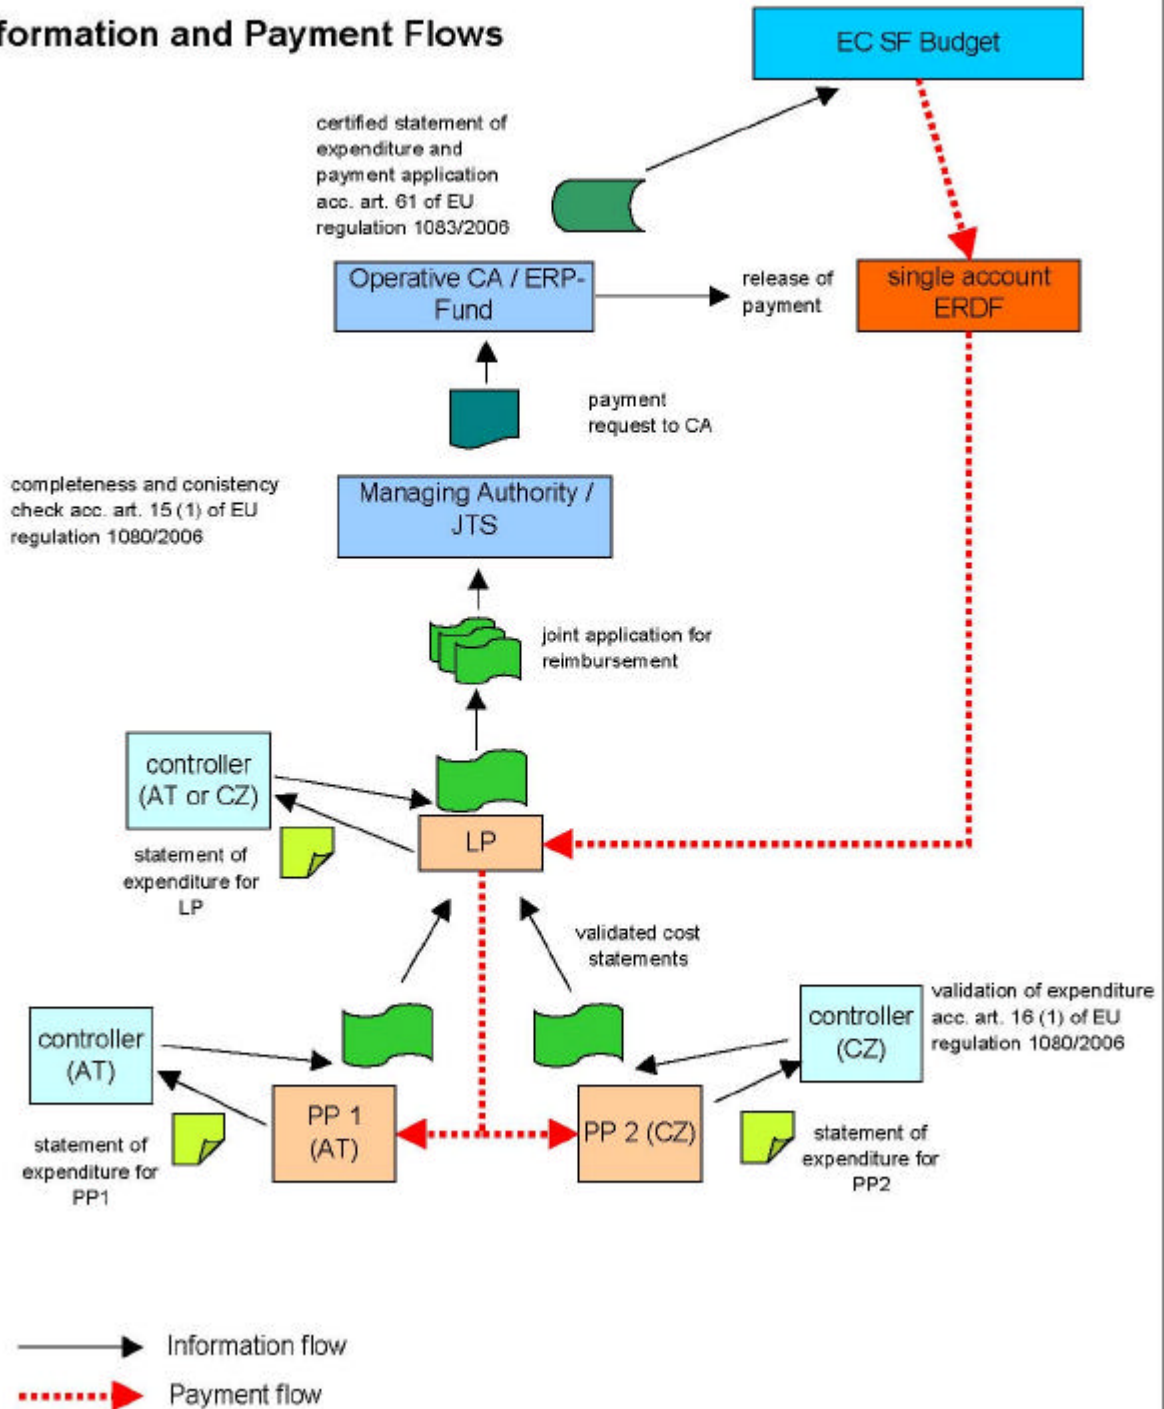 formation and Payment Flows
EC SF Budget
certified statement of
expenditure and
payment application
acc. art. 61 of EU
regulation 1083/2006
Operative CA / ERP-
Fund
release of
payment
single account
ERDF
payment
request to CA
completeness and conistency
check acc. art. 15 (1) of EU
regulation 1080/2006
Managing Authority /
JTS
joint application for
reimbursement
controller
(AT or CZ)
LP
statement of
expenditure for
LP
validated cost
statements
controller
(AT)
controller
(CZ)
validation of expenditure
acc. art. 16 (1) of EU
regulation 1080/2006
PP 1
(AT)
PP 2 (CZ)
statement of
expenditure for
PP1
statement of
expenditure for
PP2
Information flow
Payment flow